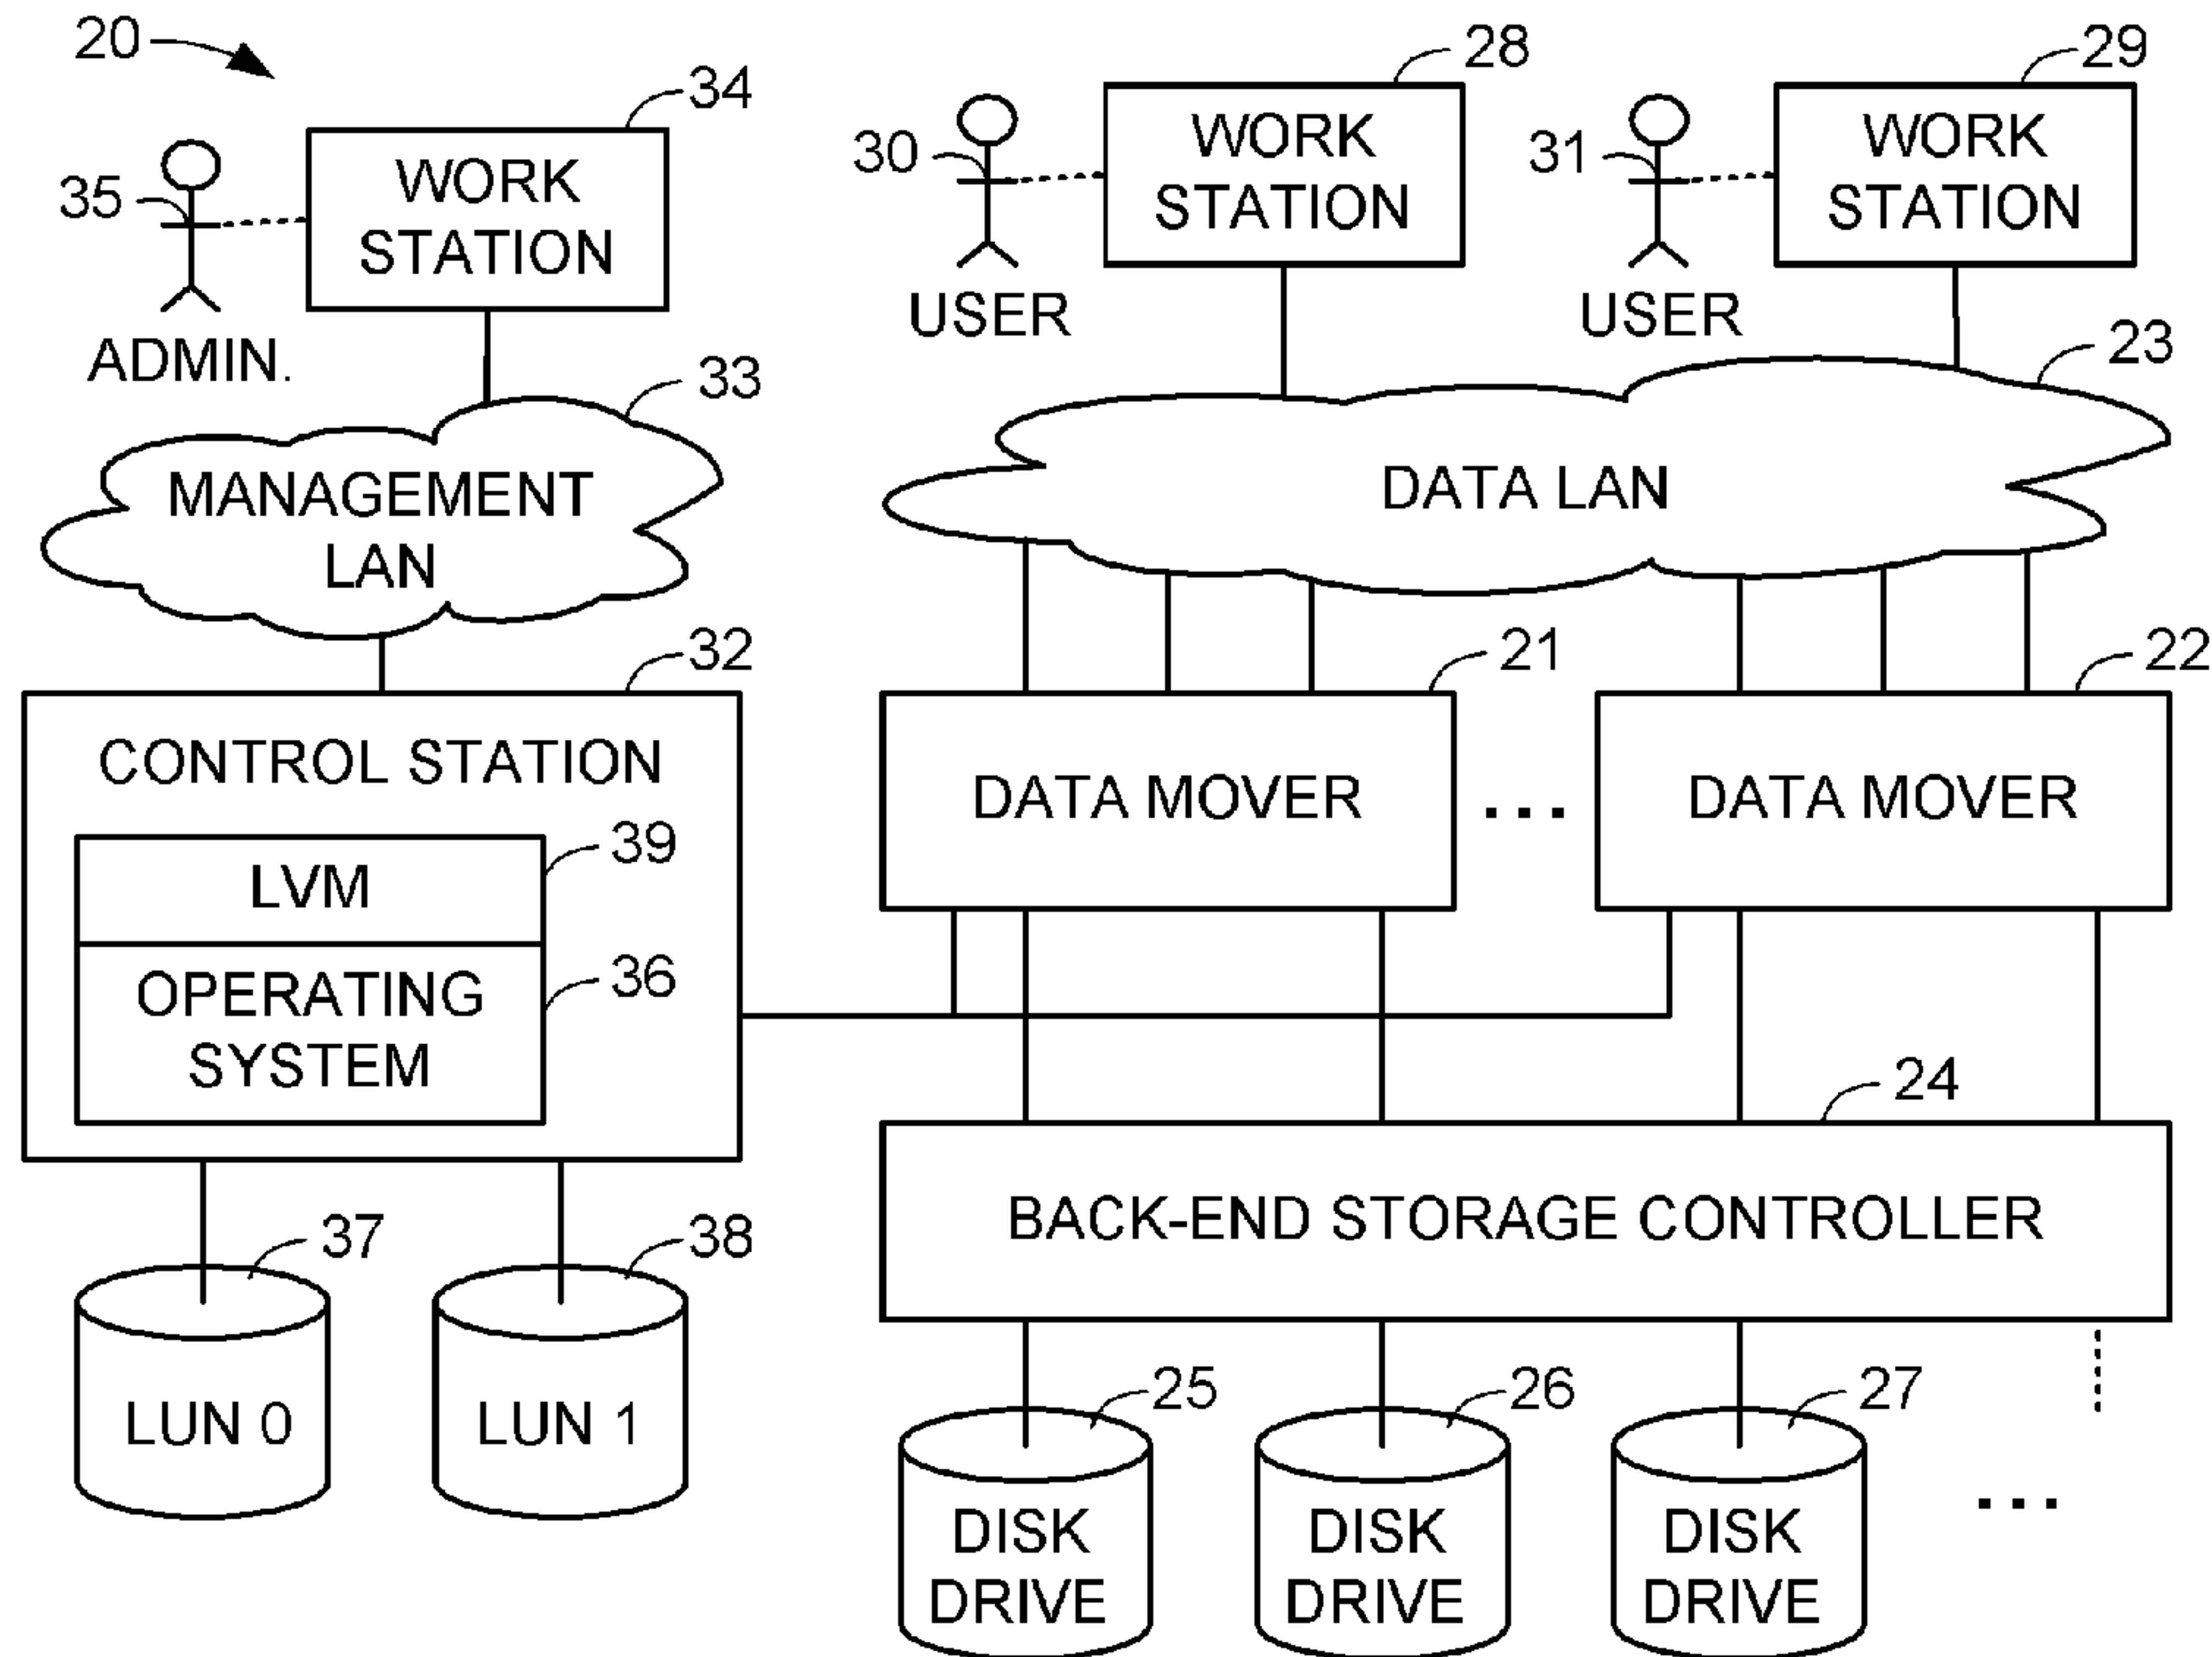 20
34
28
29
WORK
STATION
35
30
WORK
STATION
31
WORK
STATION
ADMIN.
USER
USER
33
23
MANAGEMENT
LAN
DATA LAN
32
21
22
CONTROL STATION
DATA MOVER
...
DATA MOVER
39
LVM
36
OPERATING
SYSTEM
24
BACK-END STORAGE CONTROLLER
37
38
LUN 0
LUN 1
25
26
27
DISK
DRIVE
DISK
DRIVE
DISK
DRIVE
...